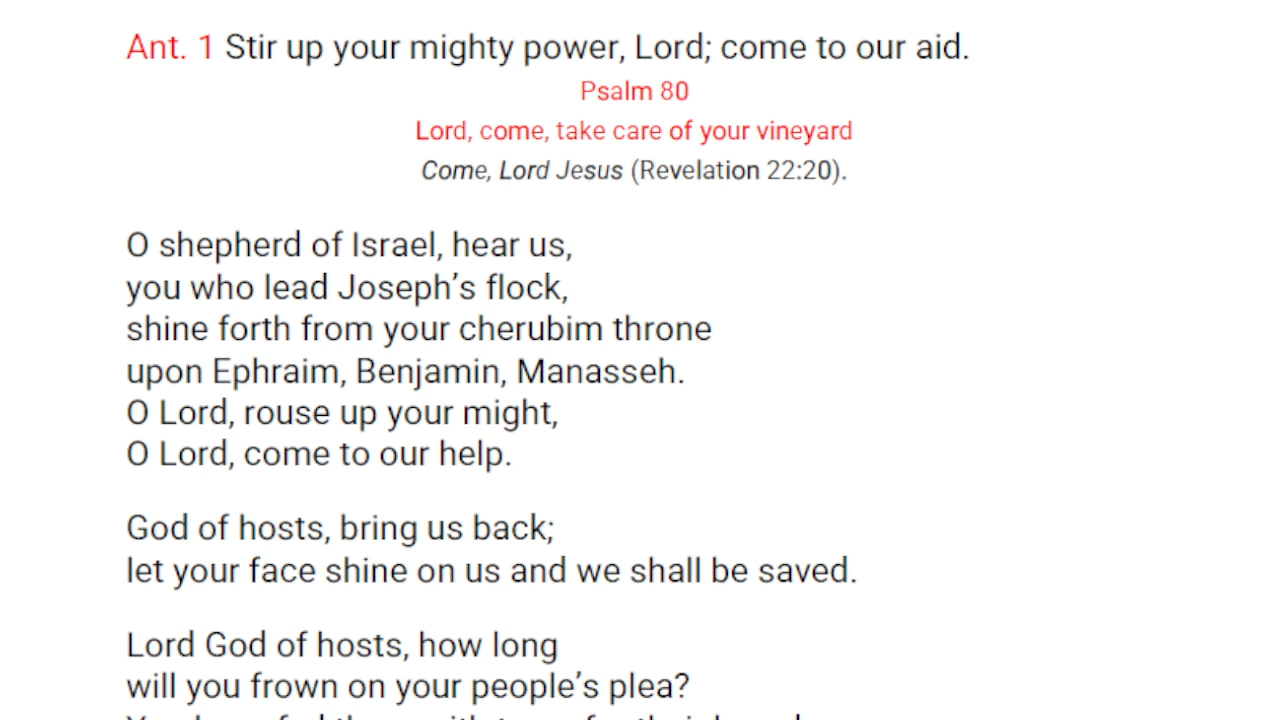 Ant. 1 Stir up your mighty power, Lord; come to our aid.
Psalm 80
Lord, come, take care of your vineyard
Come, Lord Jesus (Revelation 22:20).
O shepherd of Israel, hear us,
you who lead Joseph’s flock,
shine forth from your cherubim throne
upon Ephraim, Benjamin, Manasseh.
O Lord, rouse up your might,
O Lord, come to our help.
God of hosts, bring us back;
let your face shine on us and we shall be saved.
Lord God of hosts, how long
will you frown on your people’s plea?